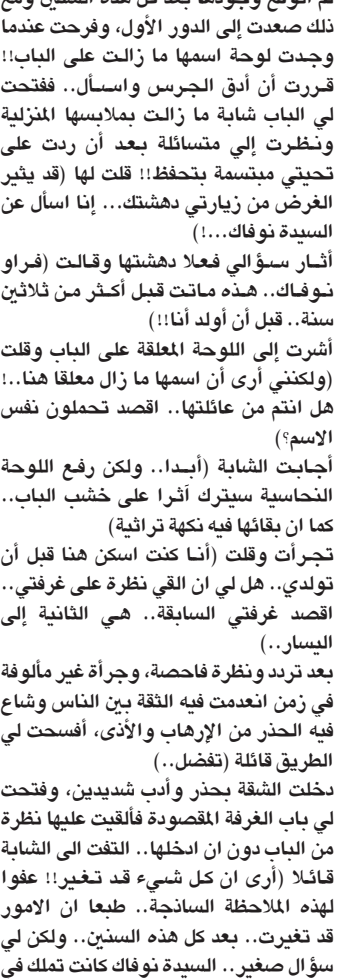 ذلك صعدت إلى الدور الأول، وفرحت عندما
وجدت لوحة اسمها ما زالت على الباب!!
قررت أن أدق الجرس واسأل.. ففتحت
لي الباب شابة ما زالت بملابسها المنزلية
ونظرت إلي متسائلة بعد أن ردت على
تحيتي مبتسمة بتحفظ!! قلت لها (قد يثير
الغرض من زيارتي دهشتك... إنا اسأل عن
السيدة نوفاك...!)
أثار سؤالي فعلا دهشتها وقالت (فراو
نوفاك.. هذه ماتت قبل أكثر من ثلاثين
سنة.. قبل أن أولد أنا!!)
أشرت إلى اللوحة المعلقة على الباب وقلت
(ولكنني أرى أن اسمها ما زال معلقا هنا..!
هل انتم من عائلتها.. اقصد تحملون نفس
الاسم؟)
أجابت الشابة (أبدا.. ولكن رفع اللوحة
النحاسية سيترك آثرا على خشب الباب..
كما ان بقائها فيه نكهة تراثية)
تجرأت وقلت (أنا كنت اسكن هنا قبل أن
تولدي.. هل لي ان القي نظرة على غرفتي..
اقصد غرفتي السابقة.. هي الثانية إلى
اليسار..)
بعد تردد ونظرة فاحصة، وجرأة غير مألوفة
في زمن انعدمت فيه الثقة بين الناس وشاع
فيه الحذر من الإرهاب والأذى، أفسحت لي
الطريق قائلة (تفضل..)
دخلت الشقة بحذر وأدب شديدين، وفتحت
لي باب الغرفة المقصودة فألقيت عليها نظرة
من الباب دون ان ادخلها.. التفت الى الشابة
قائلا (أرى ان كل شيء قد تغير!! عفوا
لهذه الملاحظة الساذجة.. طبعا ان الامور
قد تغيرت.. بعد كل هذه السنين.. ولكن لي
سؤال صغير.. السيدة نوفاك كانت تملك في